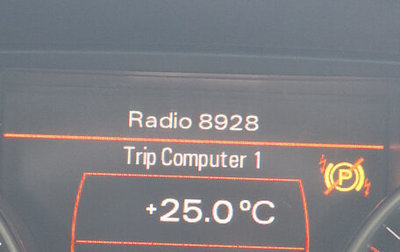 Radio 8928
Trip Computer 1
(P)
+25.0°C